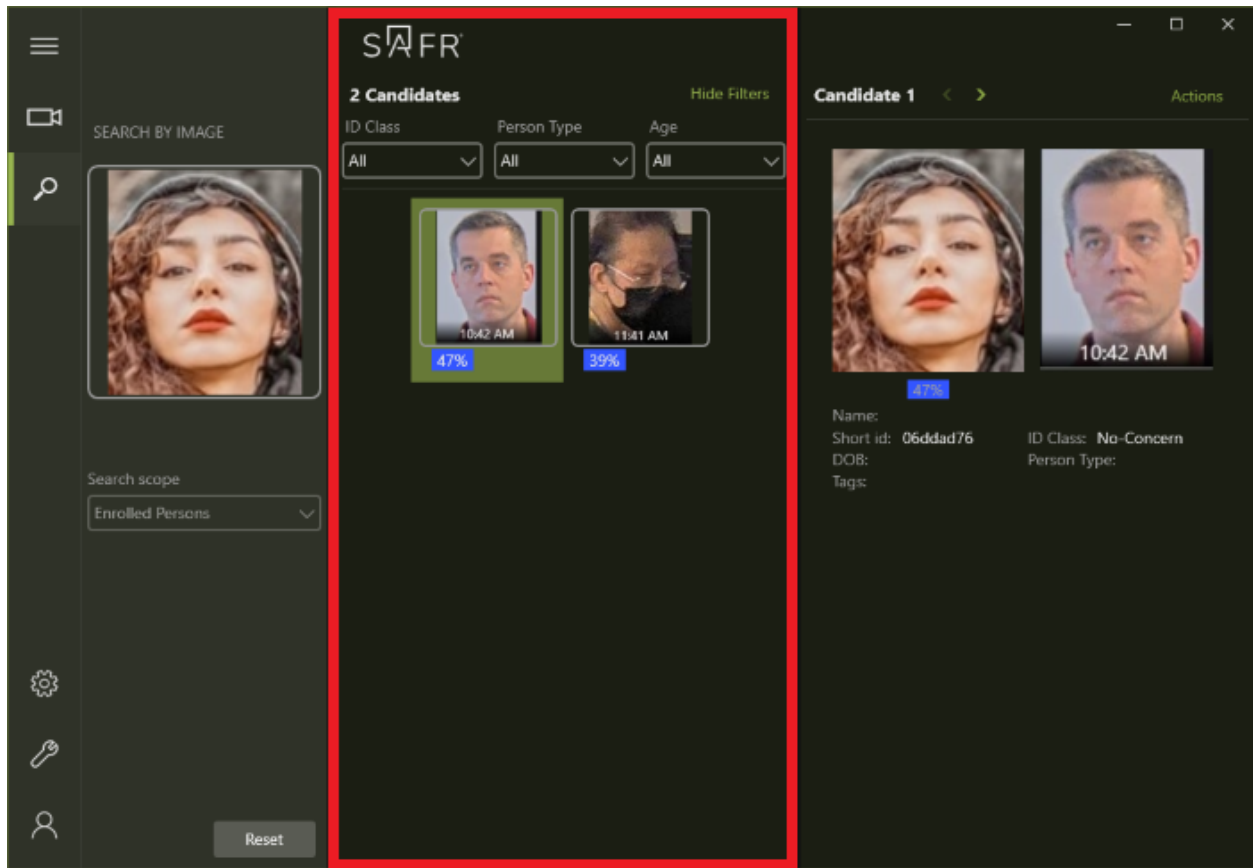 SAFR
SEARCH BY IMAGE
Search scope
Enrolled Persons
Reset
2 Candidates
Hide Filters
ID Class Person Type Age
All All All
10:42 AM 11:41 AM
47% 39%
Candidate 1 < >
Actions
10:42 AM
47%
Name:
Short id: 06ddad76 ID Class: No-Concern
DOB: Person Type:
Tags: